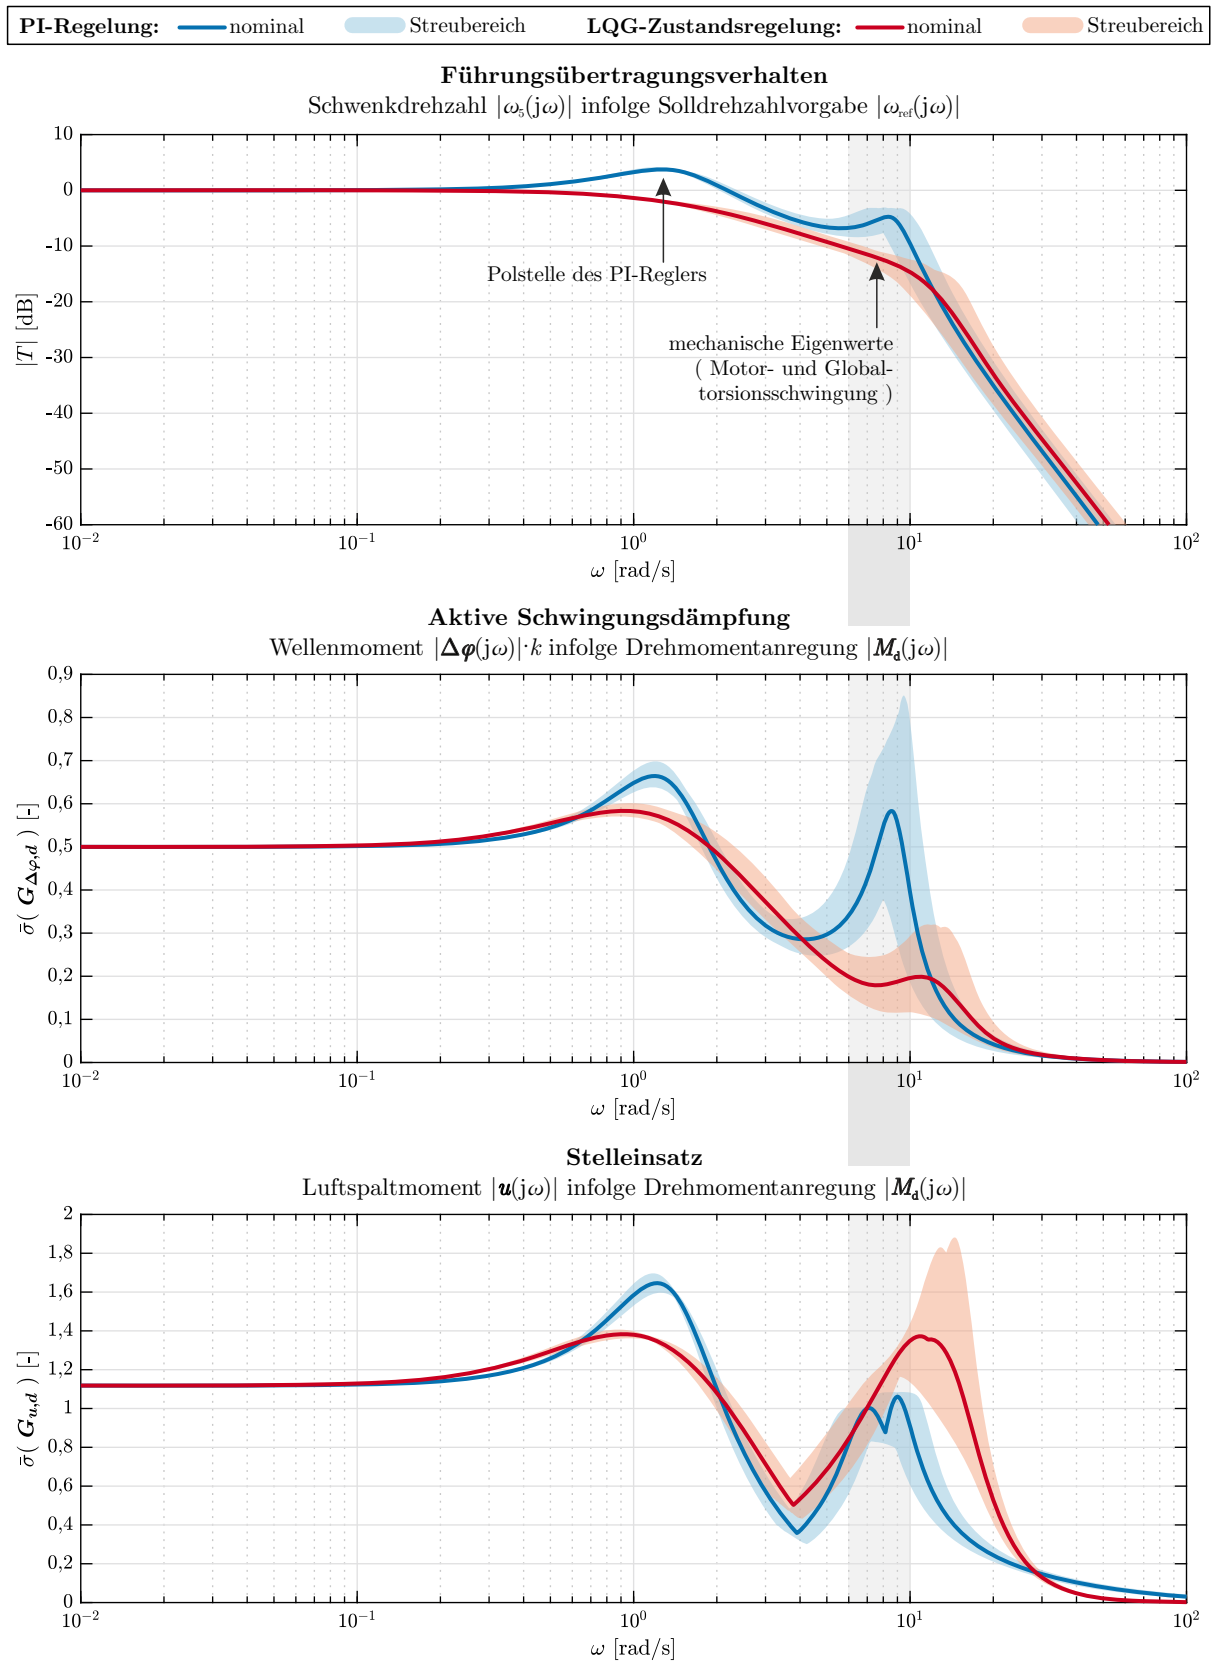 PI-Regelung: nominal Streubereich LQG-Zustandsregelung: nominal Streubereich
Führungsübertragungsverhalten
Schwenkdrehzahl |ω₅(jω)| infolge Solldrehzahlvorgabe |ω_ref(jω)|
10
0
-10
-20
-30
-40
-50
-60
|T| [dB]
Polstelle des PI-Reglers
mechanische Eigenwerte
( Motor- und Global-
torsionsschwingung )
10⁻² 10⁻¹ 10⁰ 10¹ 10²
ω [rad/s]
Aktive Schwingungsdämpfung
Wellenmoment |Δφ(jω)|·k infolge Drehmomentanregung |M_d(jω)|
0,9
0,8
0,7
0,6
0,5
0,4
0,3
0,2
0,1
0
σ̄( G_Δφ,d ) [-]
10⁻² 10⁻¹ 10⁰ 10¹ 10²
ω [rad/s]
Stelleinsatz
Luftspaltmoment |u(jω)| infolge Drehmomentanregung |M_d(jω)|
2
1,8
1,6
1,4
1,2
1
0,8
0,6
0,4
0,2
0
σ̄( G_u,d ) [-]
10⁻² 10⁻¹ 10⁰ 10¹ 10²
ω [rad/s]